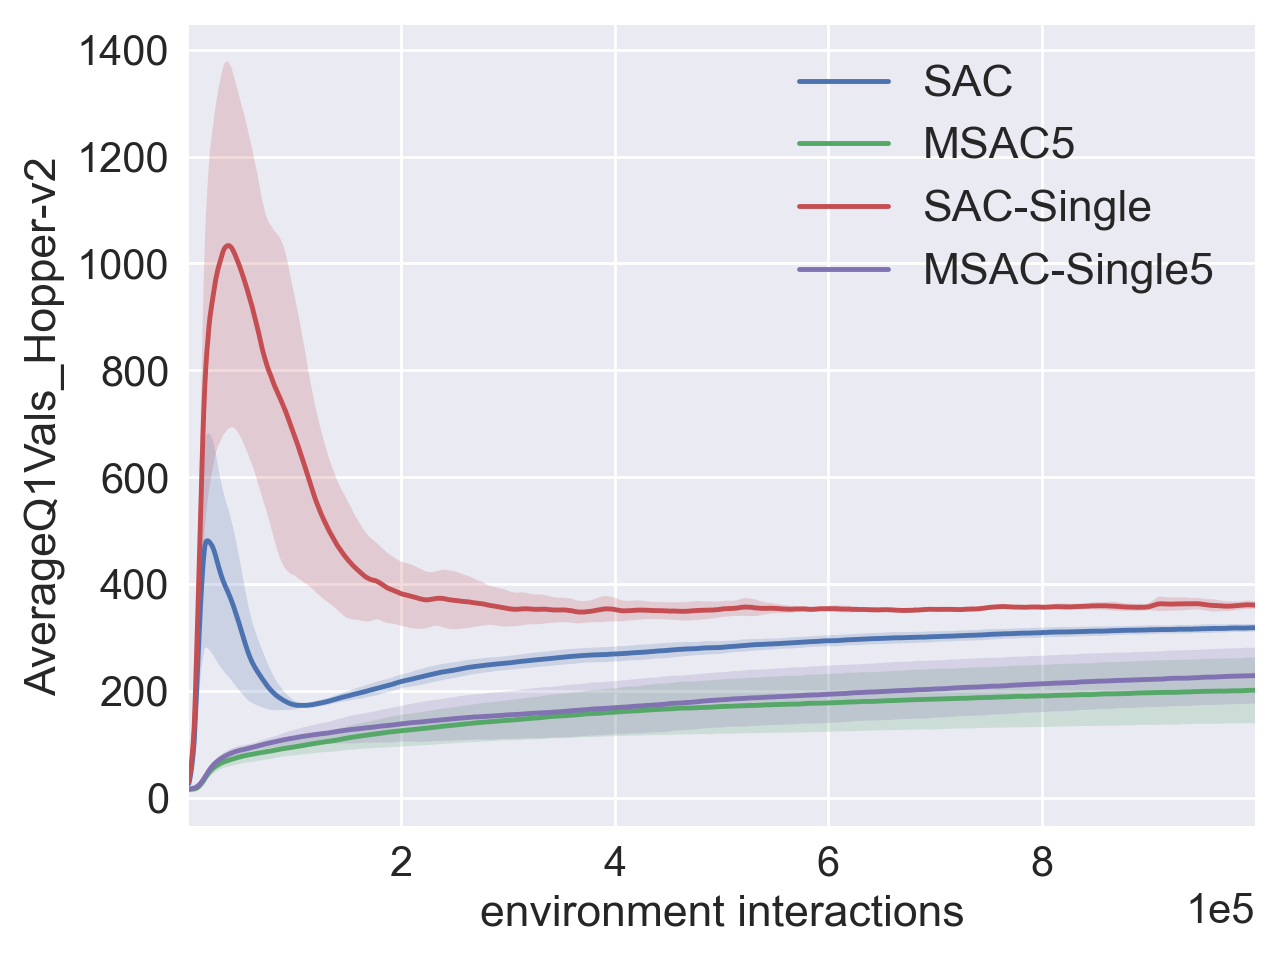 1400
1200
1000
800
600
400
200
0
AverageQ1Vals_Hopper-v2
SAC
MSAC5
SAC-Single
MSAC-Single5
2
4
6
8
1e5
environment interactions